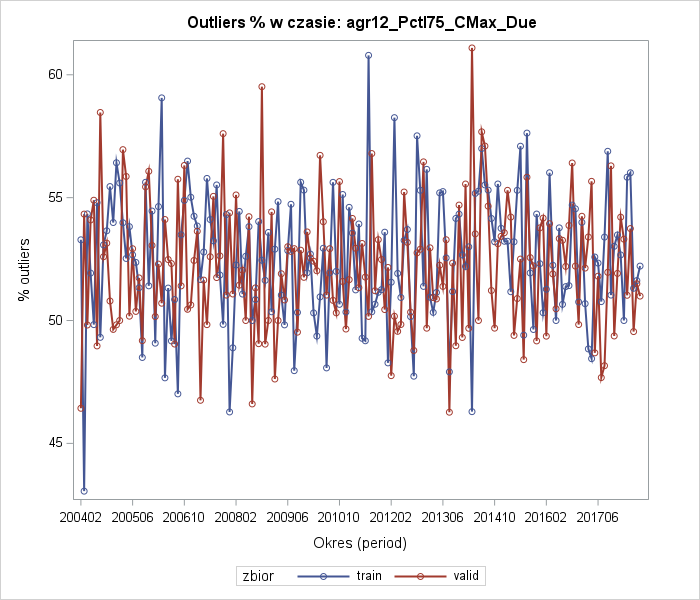 Outliers % w czasie: agr12_Pctl75_CMax_Due
% outliers
60
55
50
45
200402 200506 200610 200802 200906 201010 201202 201306 201410 201602 201706
Okres (period)
zbior train valid